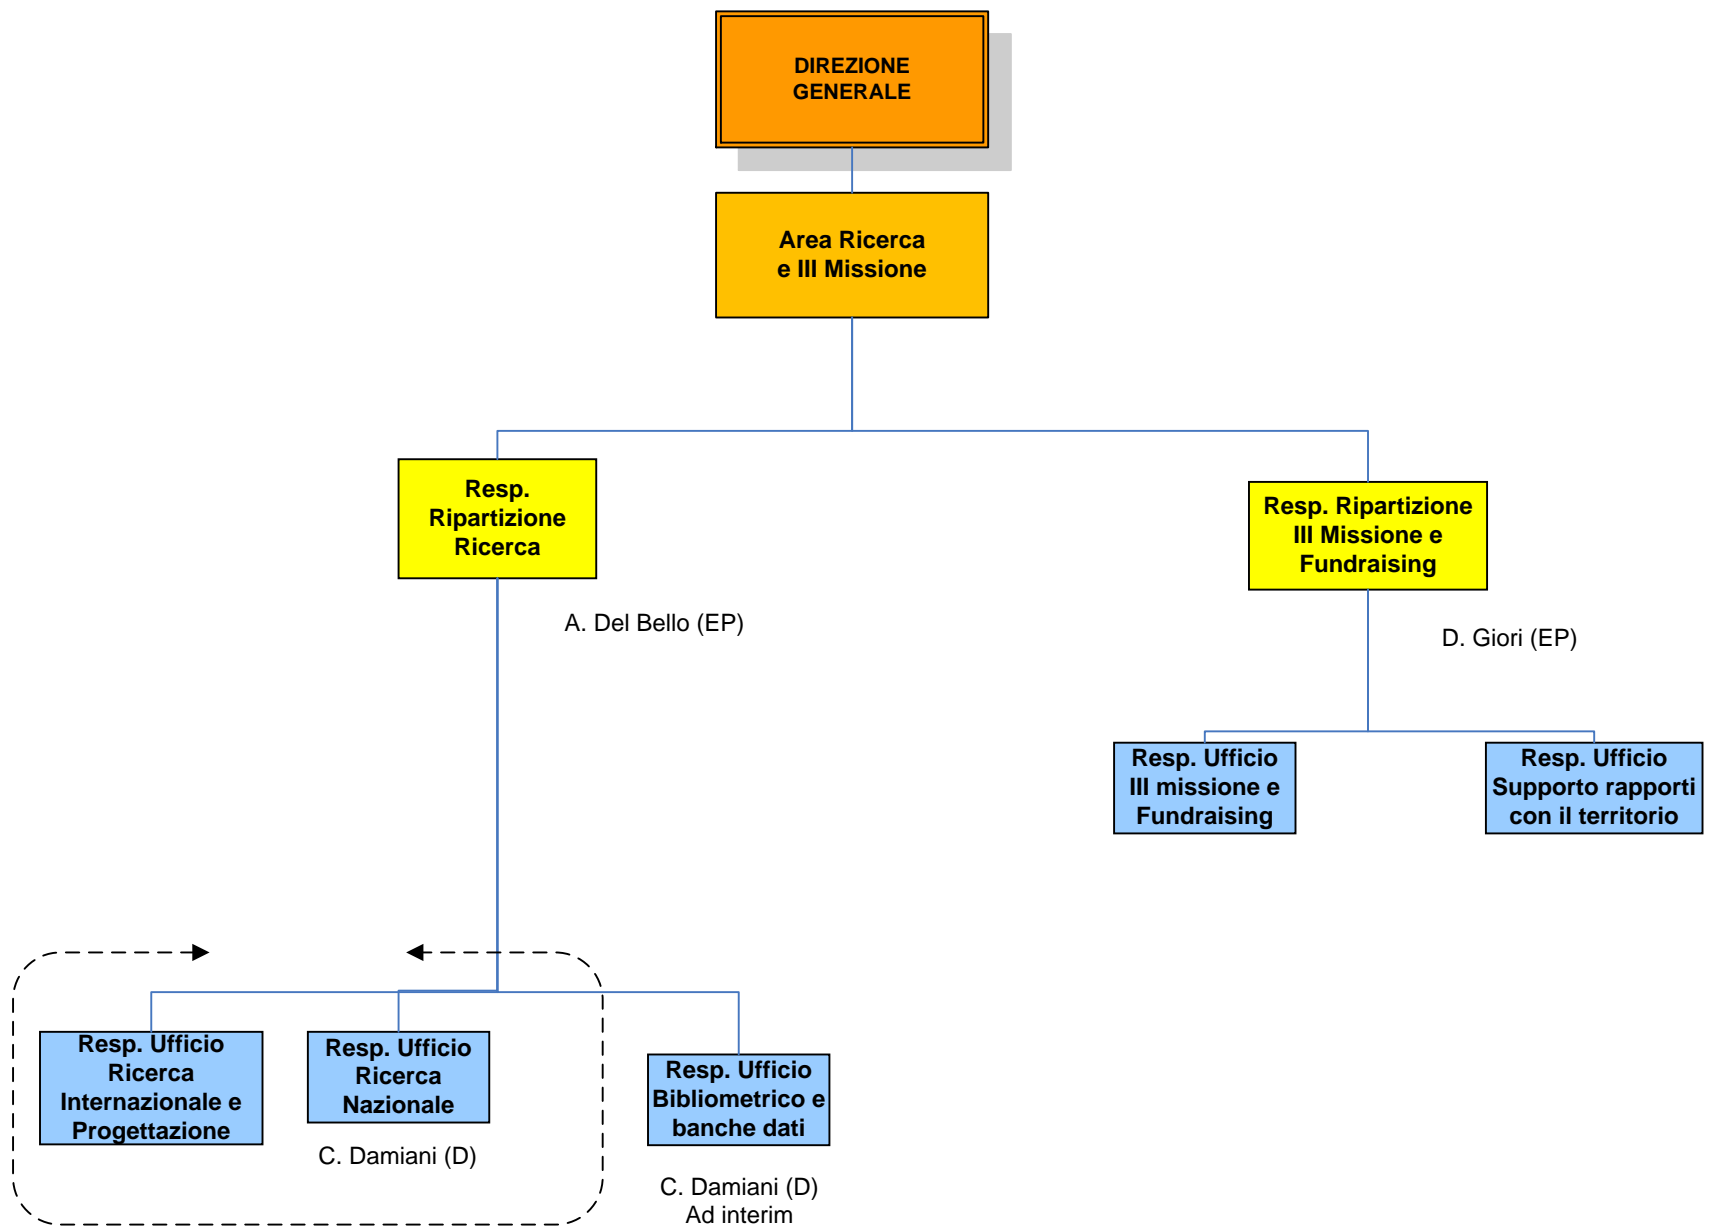 DIREZIONE
GENERALE
Area Ricerca
e III Missione
Resp.
Ripartizione
Ricerca
A. Del Bello (EP)
Resp. Ripartizione
III Missione e
Fundraising
D. Giori (EP)
Resp. Ufficio
III missione e
Fundraising
Resp. Ufficio
Supporto rapporti
con il territorio
Resp. Ufficio
Ricerca
Internazionale e
Progettazione
Resp. Ufficio
Ricerca
Nazionale
C. Damiani (D)
Resp. Ufficio
Bibliometrico e
banche dati
C. Damiani (D)
Ad interim